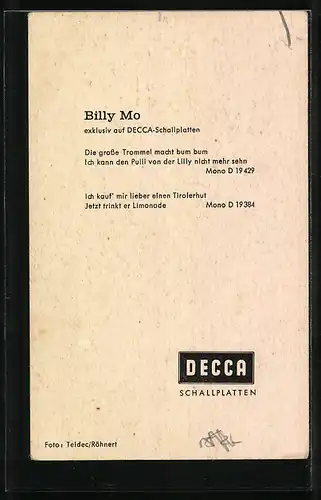 Billy Mo
exklusiv auf DECCA-Schallplatten
Die große Trommel macht bum bum
Ich kann den Pulli von der Lilly nicht mehr sehn
Mono D 19 429
Ich kauf' mir lieber einen Tirolerhut
Jetzt trinkt er Limonade Mono D 19 384
DECCA
SCHALLPLATTEN
Foto: Teldec/Röhnert